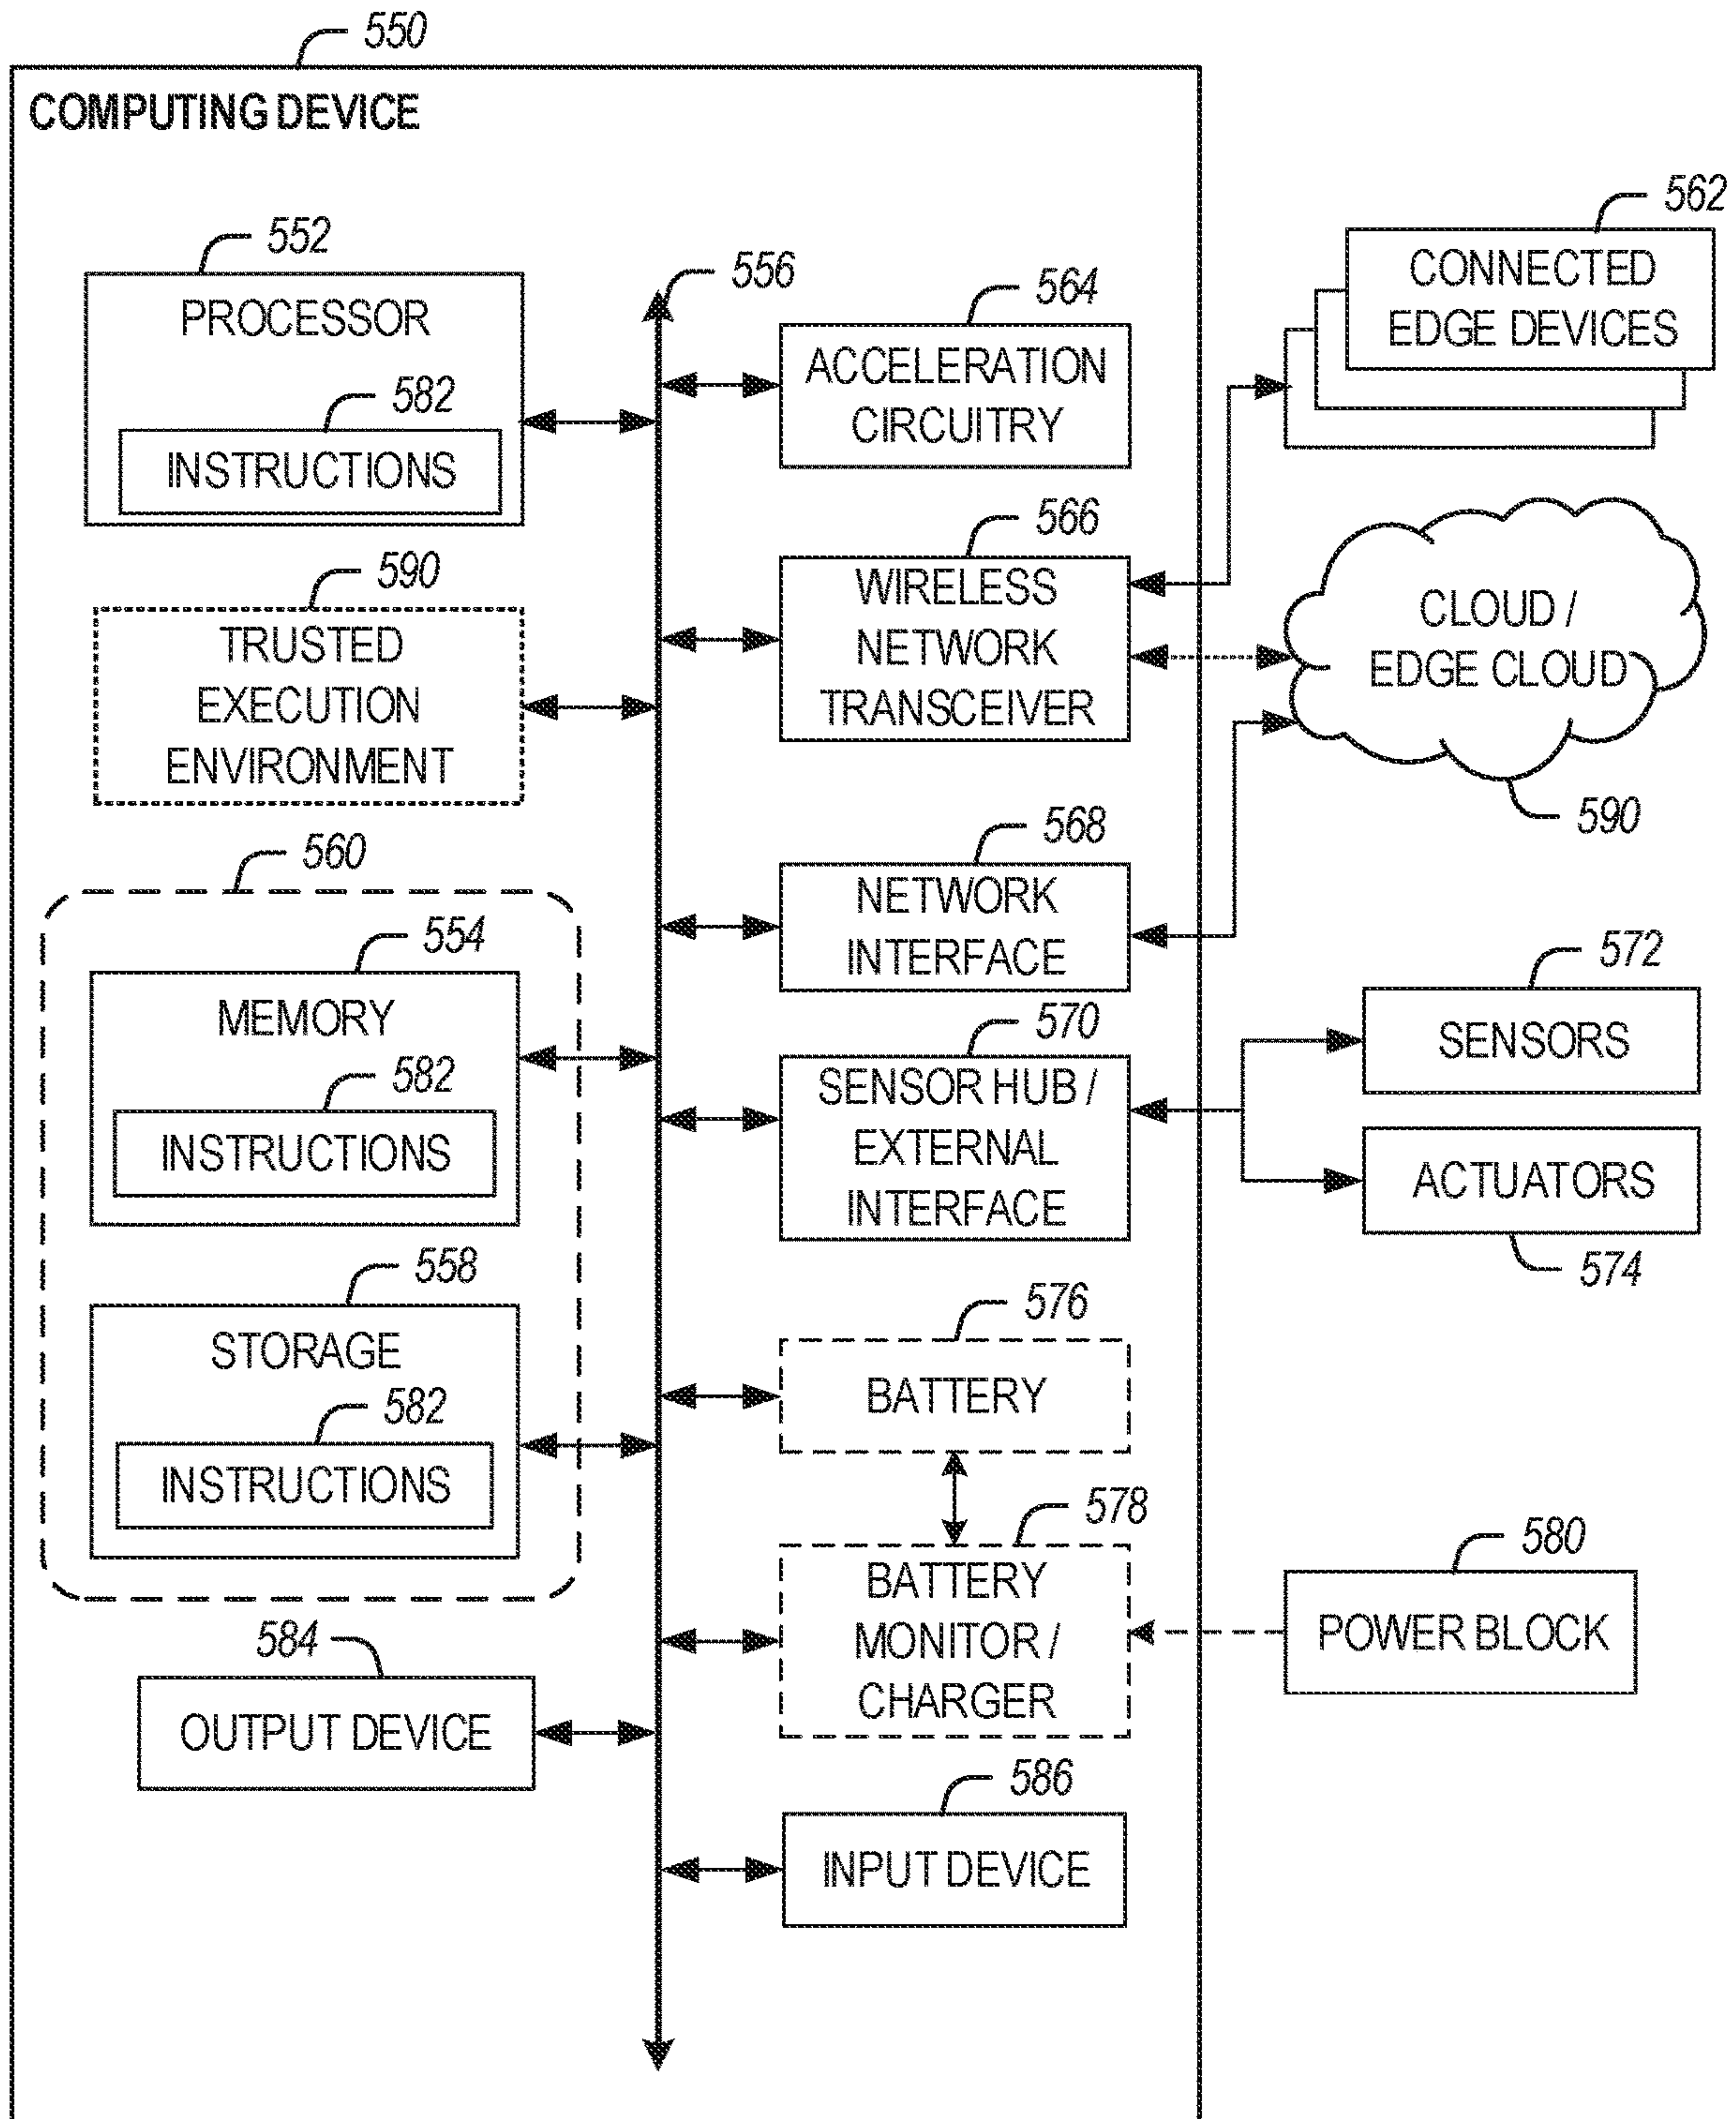 550
COMPUTING DEVICE
552
PROCESSOR
582
INSTRUCTIONS
590
TRUSTED
EXECUTION
ENVIRONMENT
560
554
MEMORY
582
INSTRUCTIONS
558
STORAGE
582
INSTRUCTIONS
584
OUTPUT DEVICE
556
564
ACCELERATION
CIRCUITRY
566
WIRELESS
NETWORK
TRANSCEIVER
568
NETWORK
INTERFACE
570
SENSOR HUB /
EXTERNAL
INTERFACE
576
BATTERY
578
BATTERY
MONITOR /
CHARGER
586
INPUT DEVICE
562
CONNECTED
EDGE DEVICES
CLOUD /
EDGE CLOUD
590
572
SENSORS
ACTUATORS
574
580
POWER BLOCK